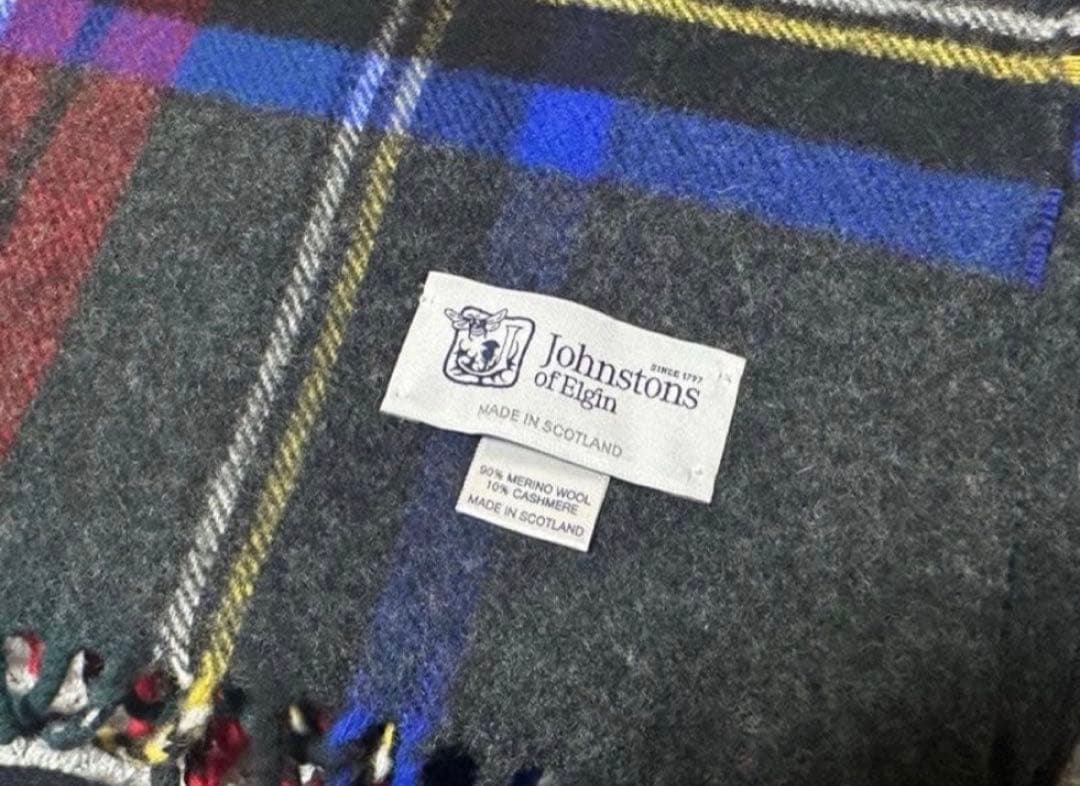 Johnstons
SINCE 1797
of Elgin
MADE IN SCOTLAND
90% MERINO WOOL
10% CASHMERE
MADE IN SCOTLAND